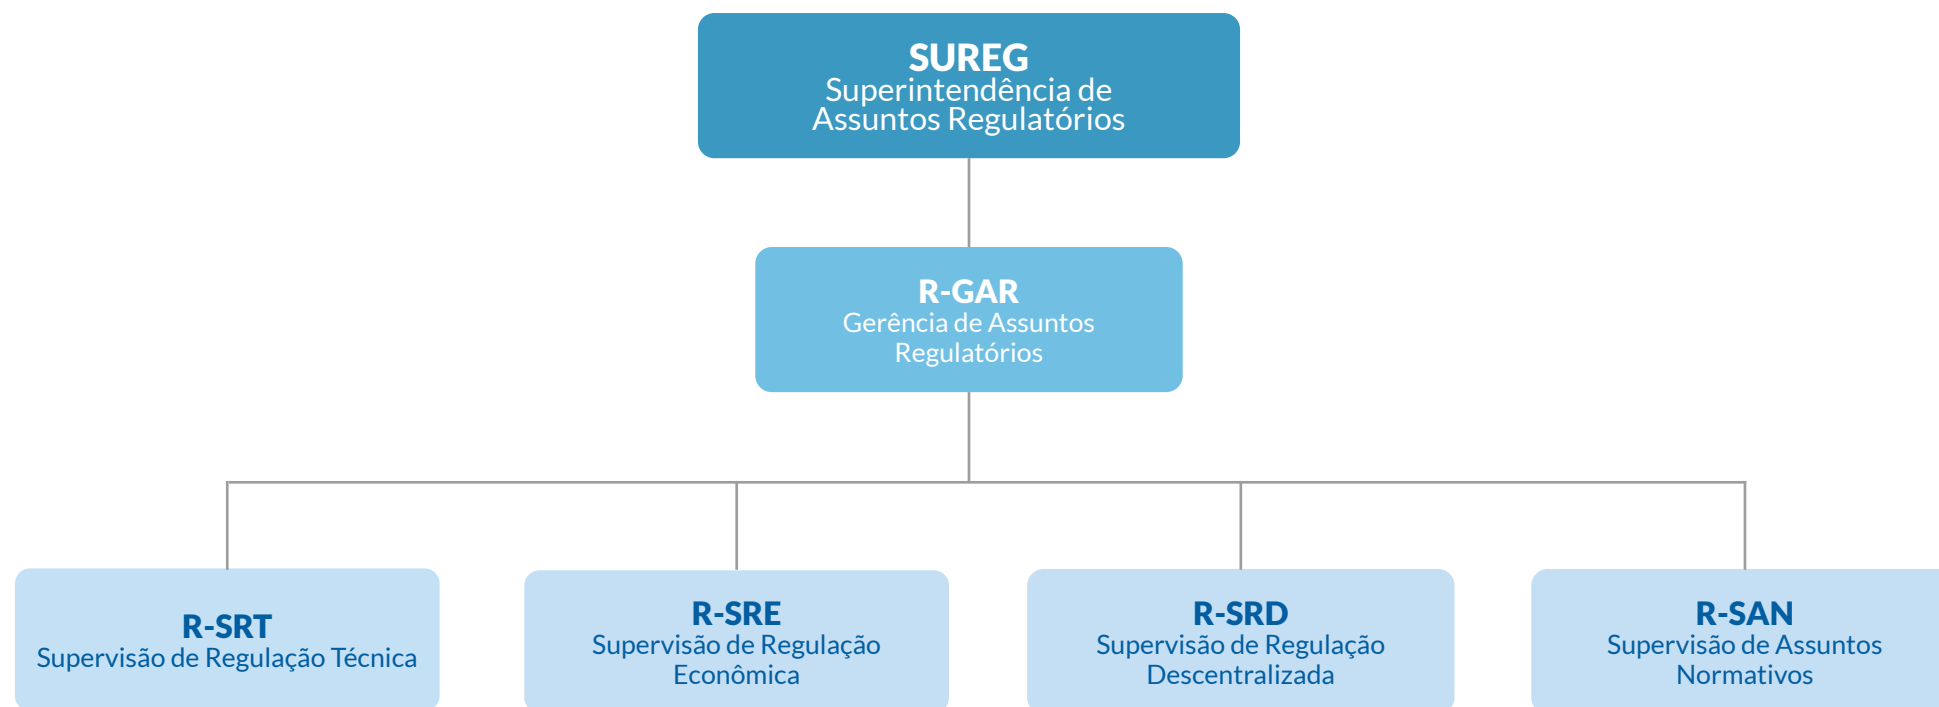 SUREG
Superintendência de
Assuntos Regulatórios
R-GAR
Gerência de Assuntos
Regulatórios
R-SRT
Supervisão de Regulação Técnica
R-SRE
Supervisão de Regulação
Econômica
R-SRD
Supervisão de Regulação
Descentralizada
R-SAN
Supervisão de Assuntos
Normativos